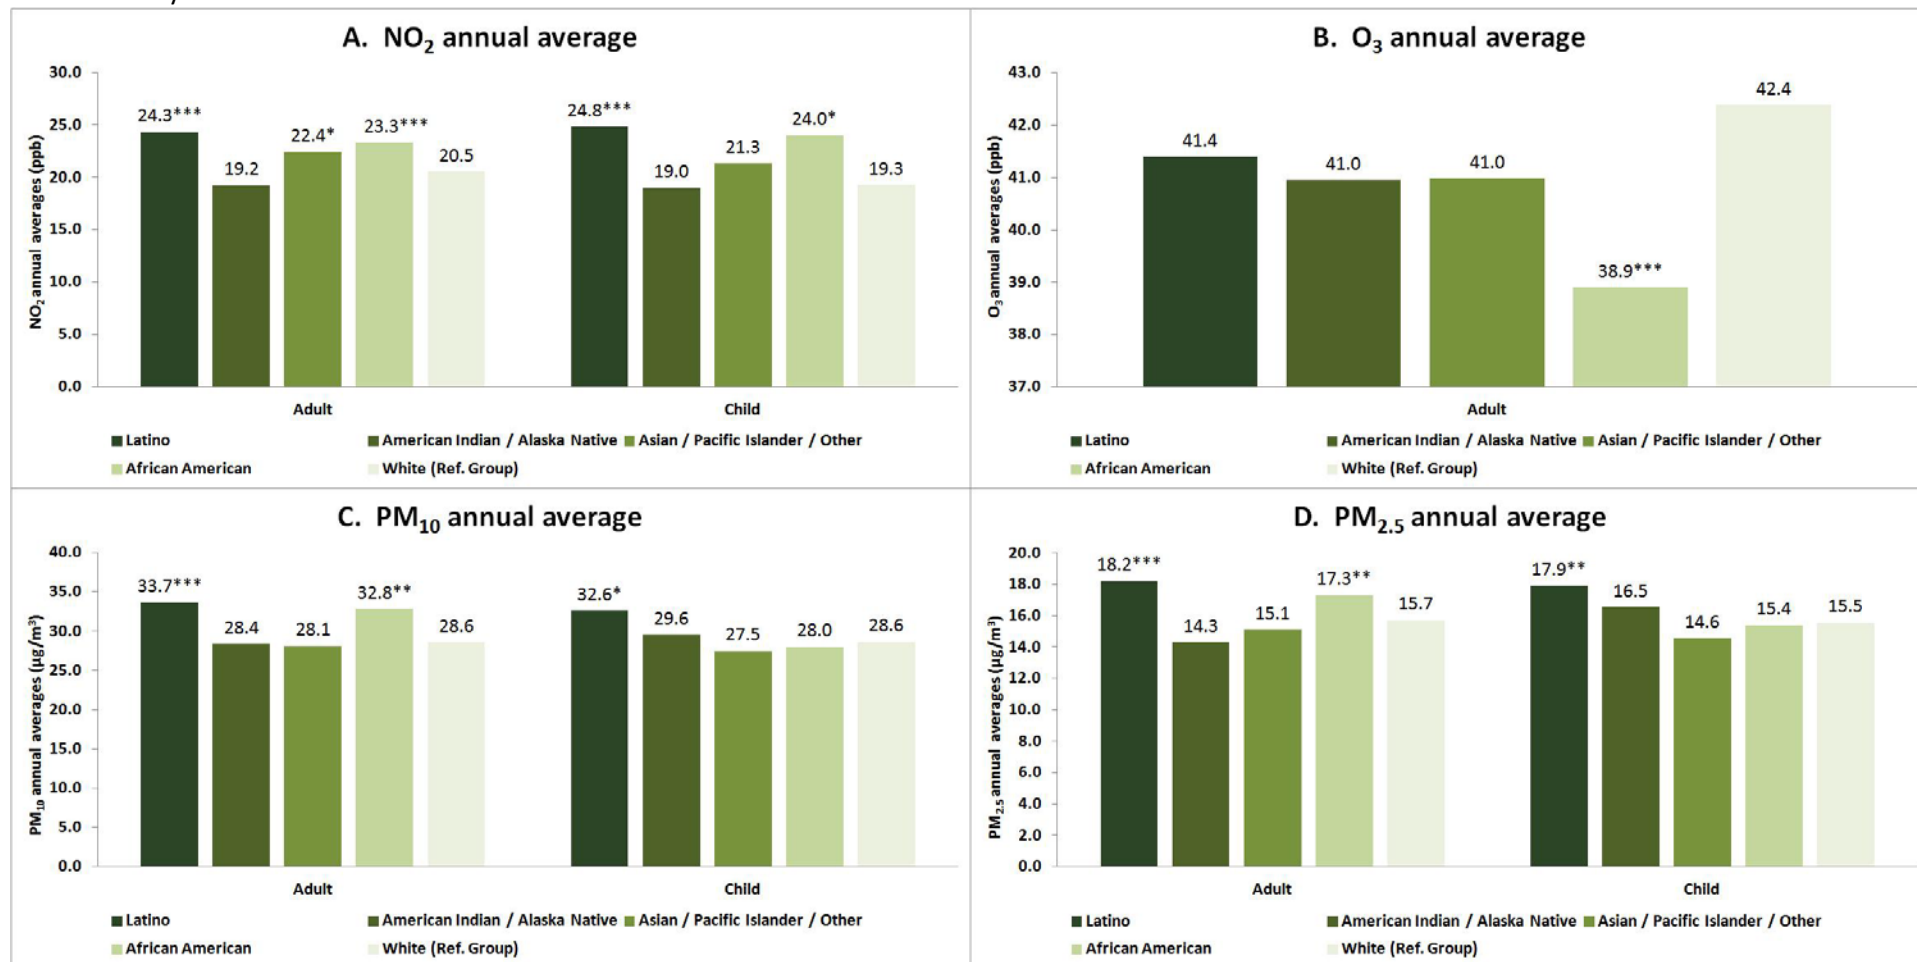 A. NO2 annual average
NO2 annual averages (ppb)
30.0
25.0
20.0
15.0
10.0
5.0
0.0
24.3***
19.2
22.4*
23.3***
20.5
24.8***
19.0
21.3
24.0*
19.3
Adult
Child
Latino
American Indian / Alaska Native
Asian / Pacific Islander / Other
African American
White (Ref. Group)
B. O3 annual average
O3 annual averages (ppb)
43.0
42.0
41.0
40.0
39.0
38.0
37.0
41.4
41.0
41.0
38.9***
42.4
Adult
Latino
American Indian / Alaska Native
Asian / Pacific Islander / Other
African American
White (Ref. Group)
C. PM10 annual average
PM10 annual averages (µg/m³)
40.0
35.0
30.0
25.0
20.0
15.0
10.0
5.0
0.0
33.7***
28.4
28.1
32.8**
28.6
32.6*
29.6
27.5
28.0
28.6
Adult
Child
Latino
American Indian / Alaska Native
Asian / Pacific Islander / Other
African American
White (Ref. Group)
D. PM2.5 annual average
PM2.5 annual averages (µg/m³)
20.0
18.0
16.0
14.0
12.0
10.0
8.0
6.0
4.0
2.0
0.0
18.2***
14.3
15.1
17.3**
15.7
17.9**
16.5
14.6
15.4
15.5
Adult
Child
Latino
American Indian / Alaska Native
Asian / Pacific Islander / Other
African American
White (Ref. Group)